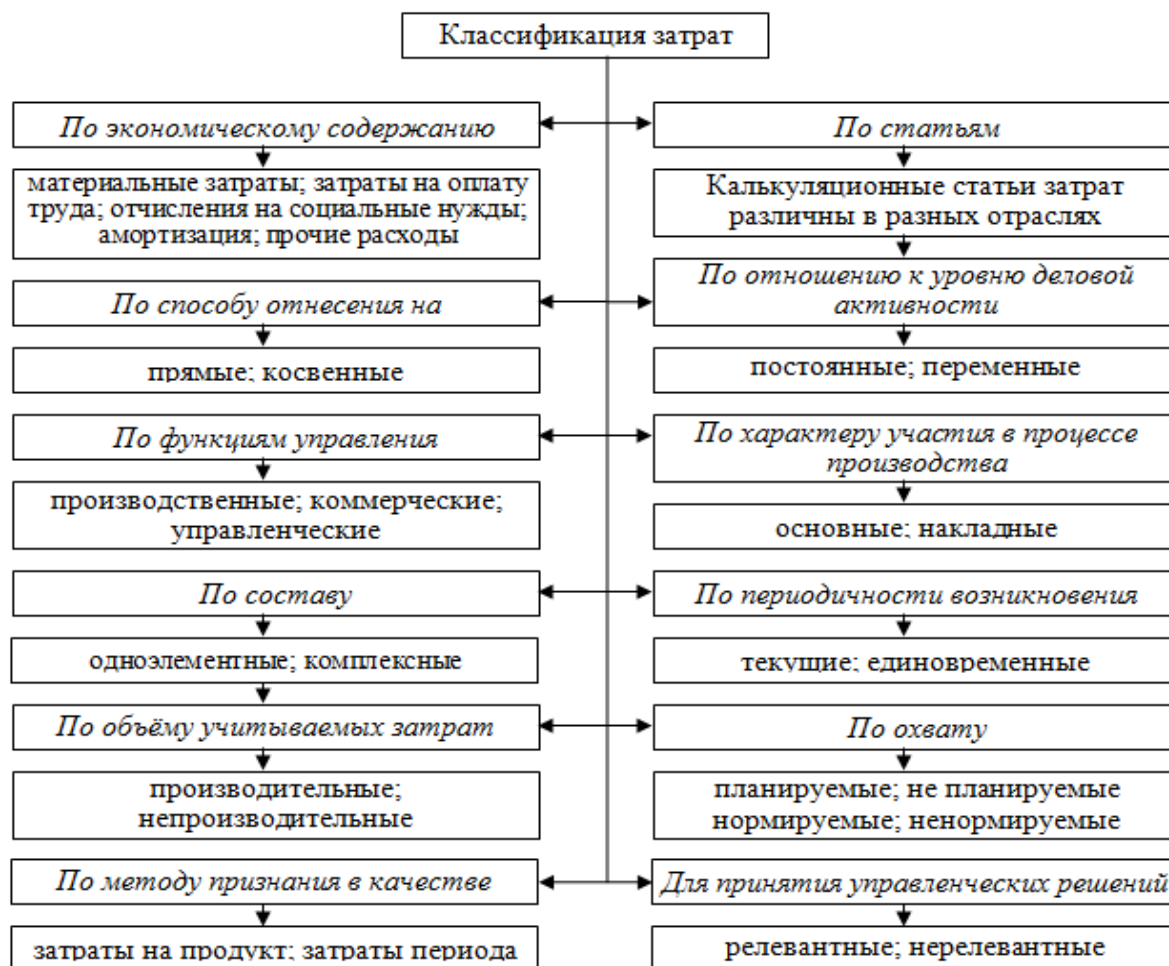 Классификация затрат
По экономическому содержанию
По статьям
материальные затраты; затраты на оплату
труда; отчисления на социальные нужды;
амортизация; прочие расходы
Калькуляционные статьи затрат
различны в разных отраслях
По способу отнесения на
По отношению к уровню деловой
активности
прямые; косвенные
постоянные; переменные
По функциям управления
По характеру участия в процессе
производства
производственные; коммерческие;
управленческие
основные; накладные
По составу
По периодичности возникновения
одноэлементные; комплексные
текущие; единовременные
По объёму учитываемых затрат
По охвату
производительные;
непроизводительные
планируемые; не планируемые
нормируемые; ненормируемые
По методу признания в качестве
Для принятия управленческих решений
затраты на продукт; затраты периода
релевантные; нерелевантные